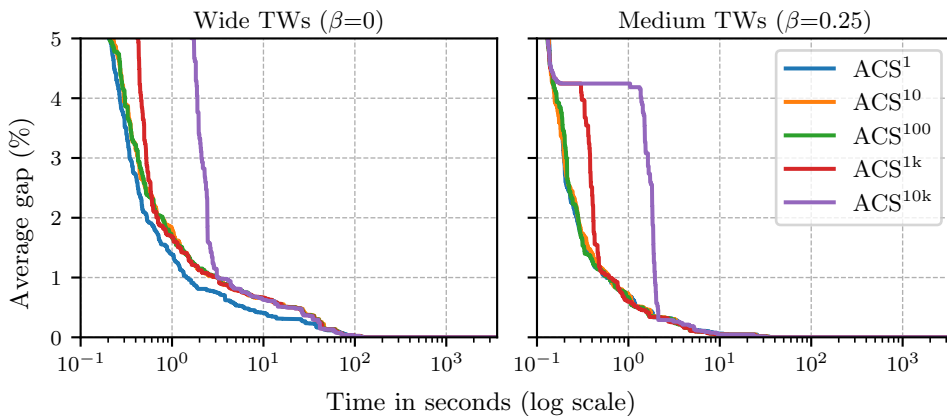 Wide TWs (β=0)
Medium TWs (β=0.25)
Average gap (%)
5
4
3
2
1
0
10⁻¹ 10⁰ 10¹ 10² 10³
10⁻¹ 10⁰ 10¹ 10² 10³
ACS¹
ACS¹⁰
ACS¹⁰⁰
ACS¹ᵏ
ACS¹⁰ᵏ
Time in seconds (log scale)